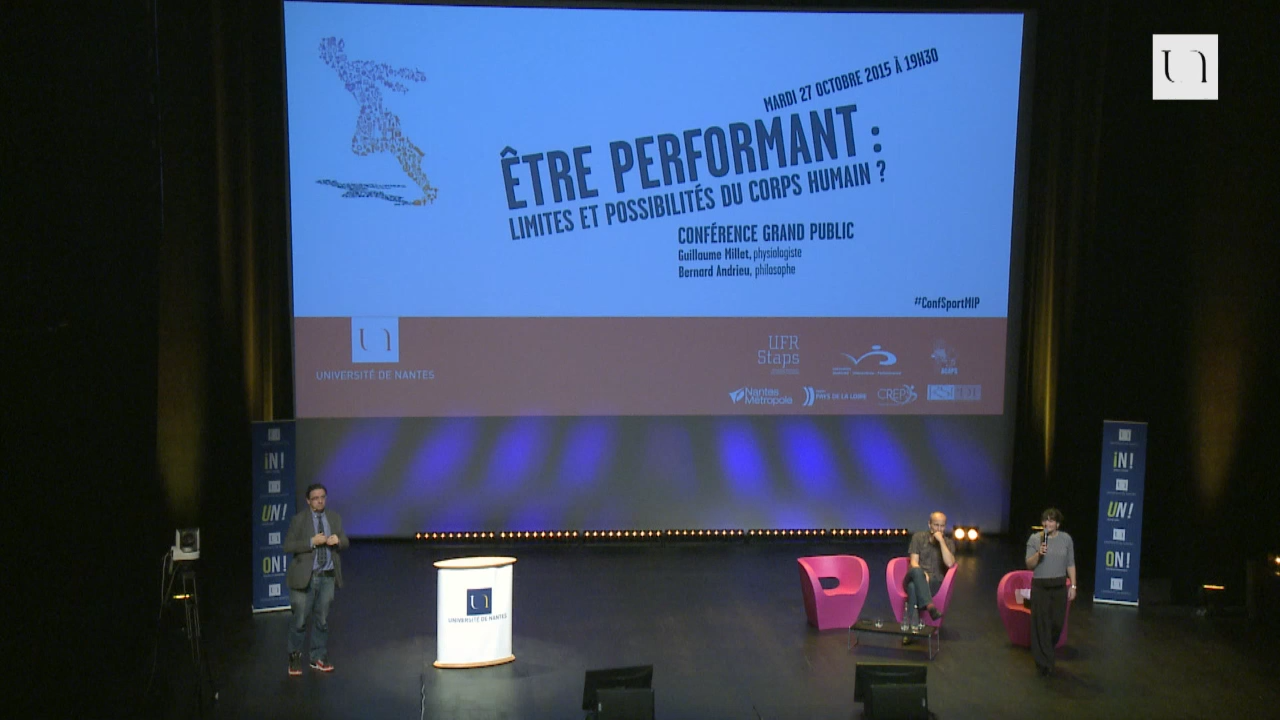 MARDI 27 OCTOBRE 2015 À 19H30
ÊTRE PERFORMANT :
LIMITES ET POSSIBILITÉS DU CORPS HUMAIN ?
CONFÉRENCE GRAND PUBLIC
Guillaume Millet, physiologiste
Bernard Andrieu, philosophe
#ConfSportMIP
UNIVERSITÉ DE NANTES
UFR
Staps
Nantes
Métropole
PAYS DE LA LOIRE
CREPS
iN!
UN!
ON!
UNIVERSITÉ DE NANTES
iN!
UN!
ON!